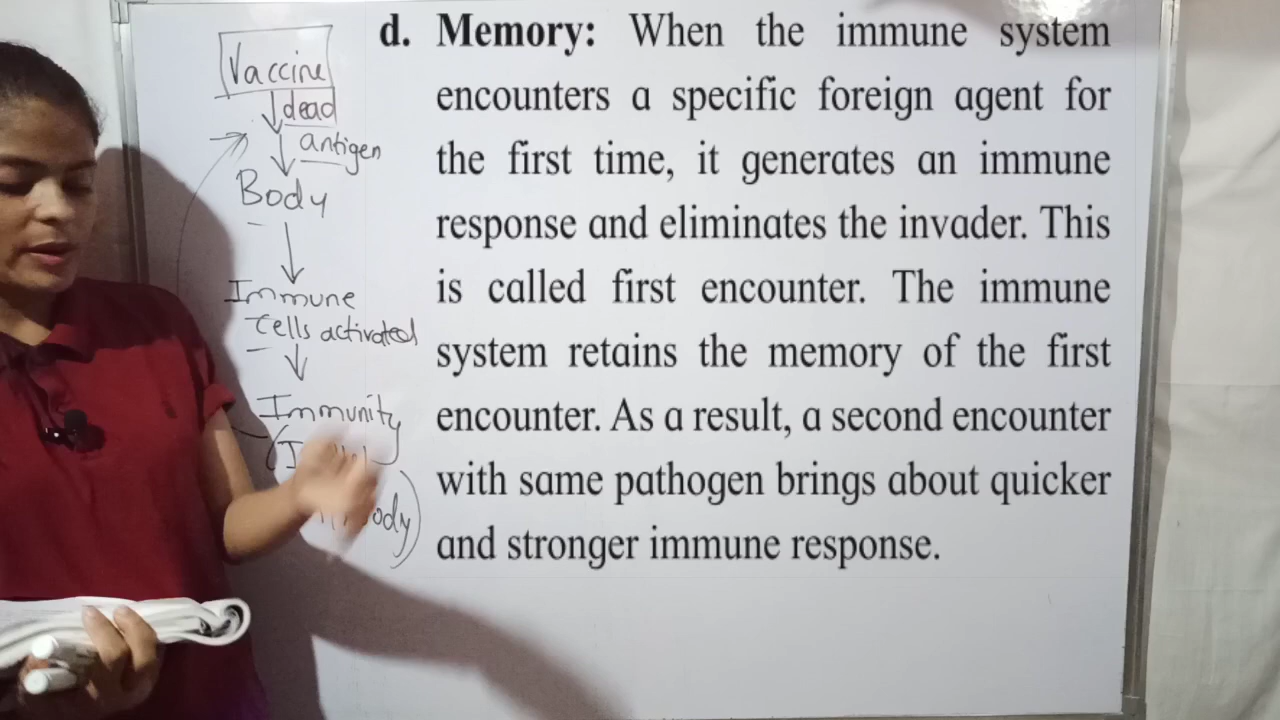 Vaccine
dead
antigen
Body
Immune
cells activated
Immunity
body)
d. Memory: When the immune system
encounters a specific foreign agent for
the first time, it generates an immune
response and eliminates the invader. This
is called first encounter. The immune
system retains the memory of the first
encounter. As a result, a second encounter
with same pathogen brings about quicker
and stronger immune response.